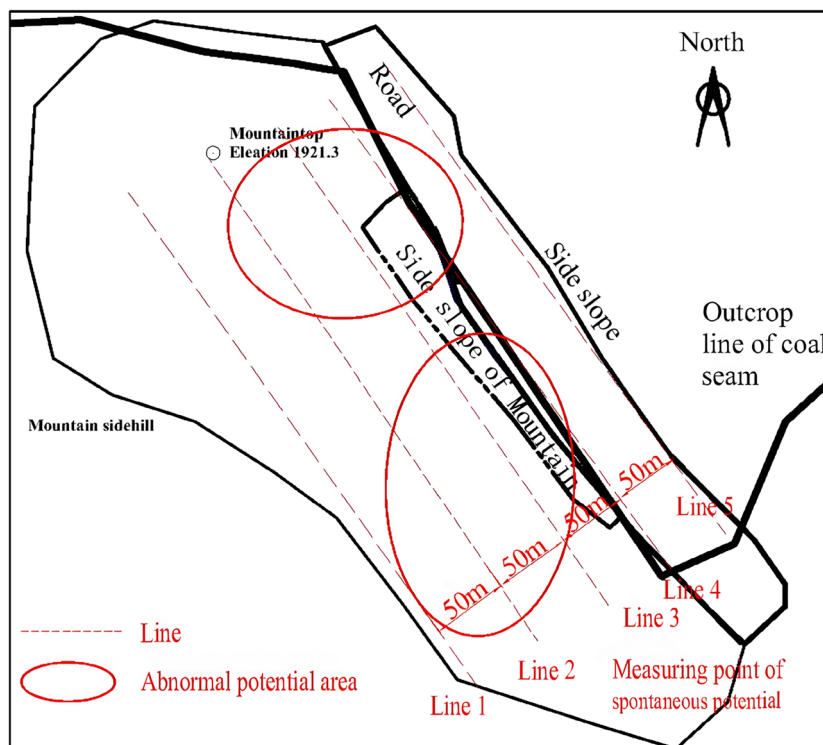 North
Road
Mountaintop
Eleation 1921.3
Side slope
Side slope of Mountain
Outcrop
line of coal
seam
Mountain sidehill
50m
50m
50m
50m
Line 5
Line 4
Line 3
Line 2
Line 1
Line
Abnormal potential area
Measuring point of
spontaneous potential